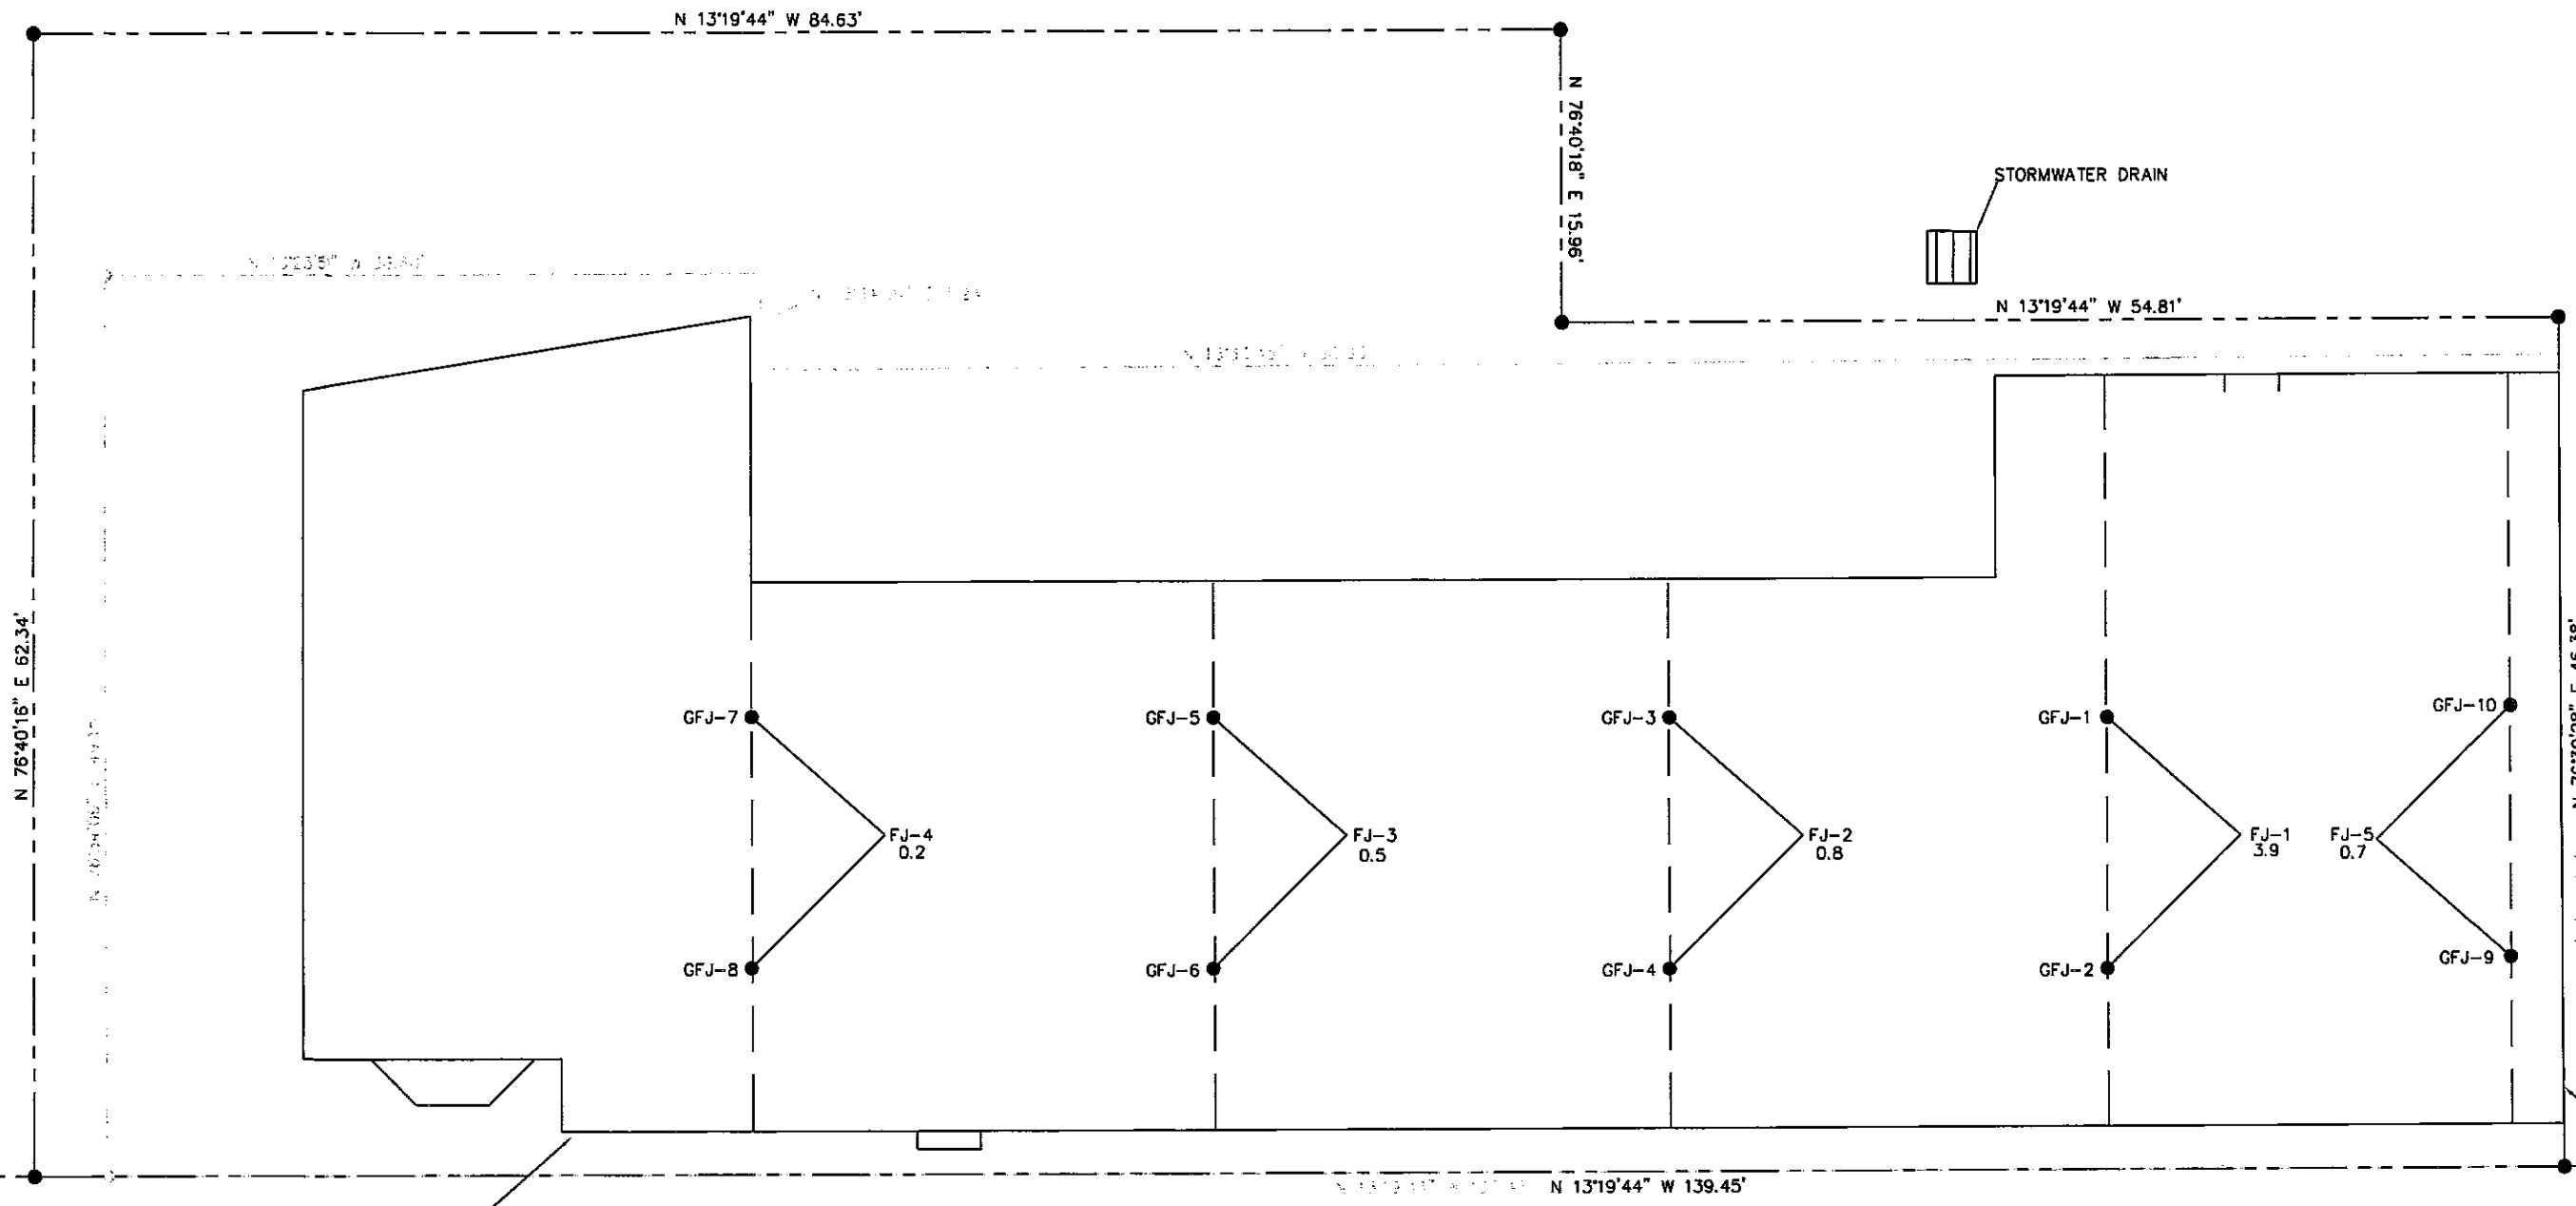 N 13°19'44" W 84.63'
N 76°40'18" E 15.96'
STORMWATER DRAIN
N 13°19'44" W 54.81'
N 76°40'16" E 62.34'
GFJ-7
GFJ-5
GFJ-3
GFJ-1
GFJ-10
FJ-4
0.2
FJ-3
0.5
FJ-2
0.8
FJ-1
3.9
FJ-5
0.7
GFJ-8
GFJ-6
GFJ-4
GFJ-2
GFJ-9
N 13°19'44" W 139.45'